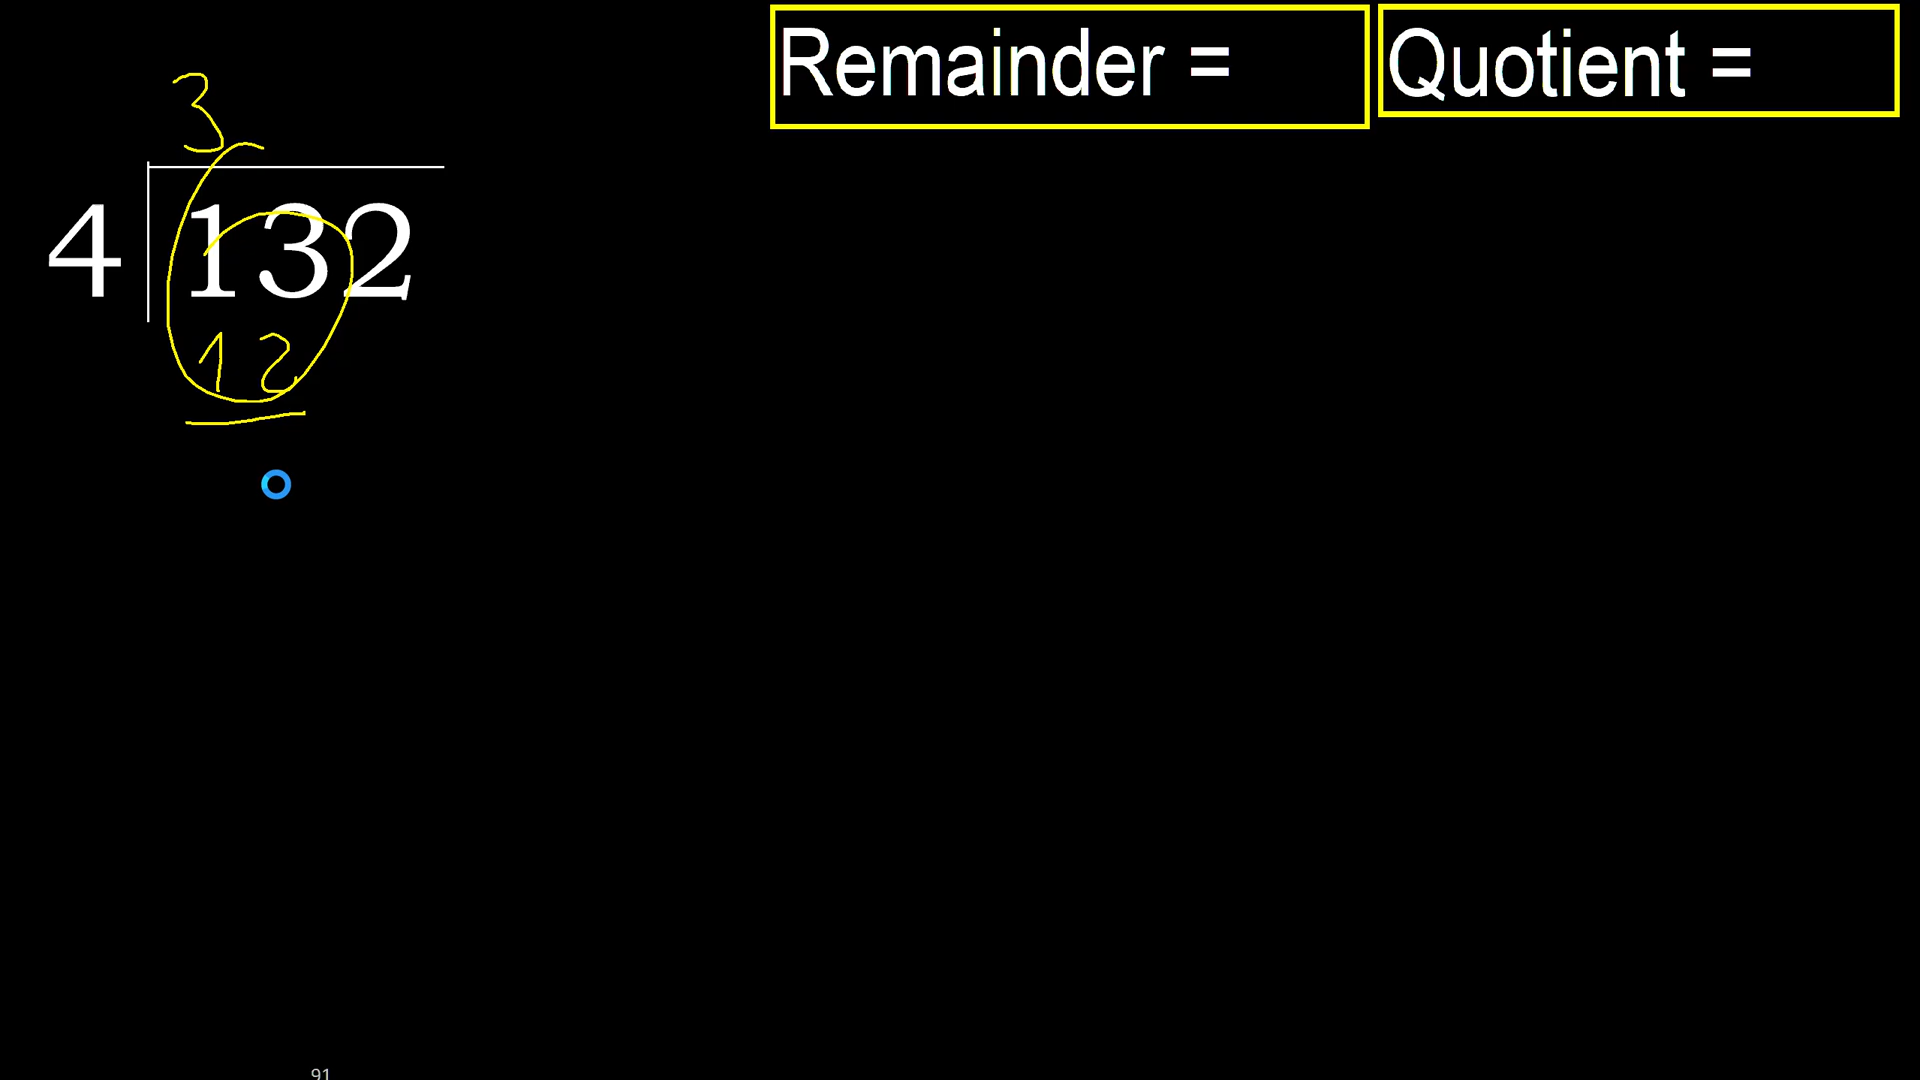 Remainder = Quotient =
3
4 132
12
91